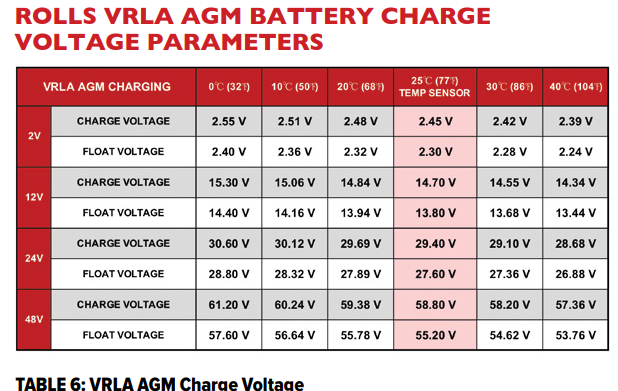 ROLLS VRLA AGM BATTERY CHARGE
VOLTAGE PARAMETERS
VRLA AGM CHARGING 0℃ (32℉) 10℃ (50℉) 20℃ (68℉) 25℃ (77℉) TEMP SENSOR 30℃ (86℉) 40℃ (104℉)
2V
CHARGE VOLTAGE 2.55 V 2.51 V 2.48 V 2.45 V 2.42 V 2.39 V
FLOAT VOLTAGE 2.40 V 2.36 V 2.32 V 2.30 V 2.28 V 2.24 V
12V
CHARGE VOLTAGE 15.30 V 15.06 V 14.84 V 14.70 V 14.55 V 14.34 V
FLOAT VOLTAGE 14.40 V 14.16 V 13.94 V 13.80 V 13.68 V 13.44 V
24V
CHARGE VOLTAGE 30.60 V 30.12 V 29.69 V 29.40 V 29.10 V 28.68 V
FLOAT VOLTAGE 28.80 V 28.32 V 27.89 V 27.60 V 27.36 V 26.88 V
48V
CHARGE VOLTAGE 61.20 V 60.24 V 59.38 V 58.80 V 58.20 V 57.36 V
FLOAT VOLTAGE 57.60 V 56.64 V 55.78 V 55.20 V 54.62 V 53.76 V
TABLE 6: VRLA AGM Charge Voltage